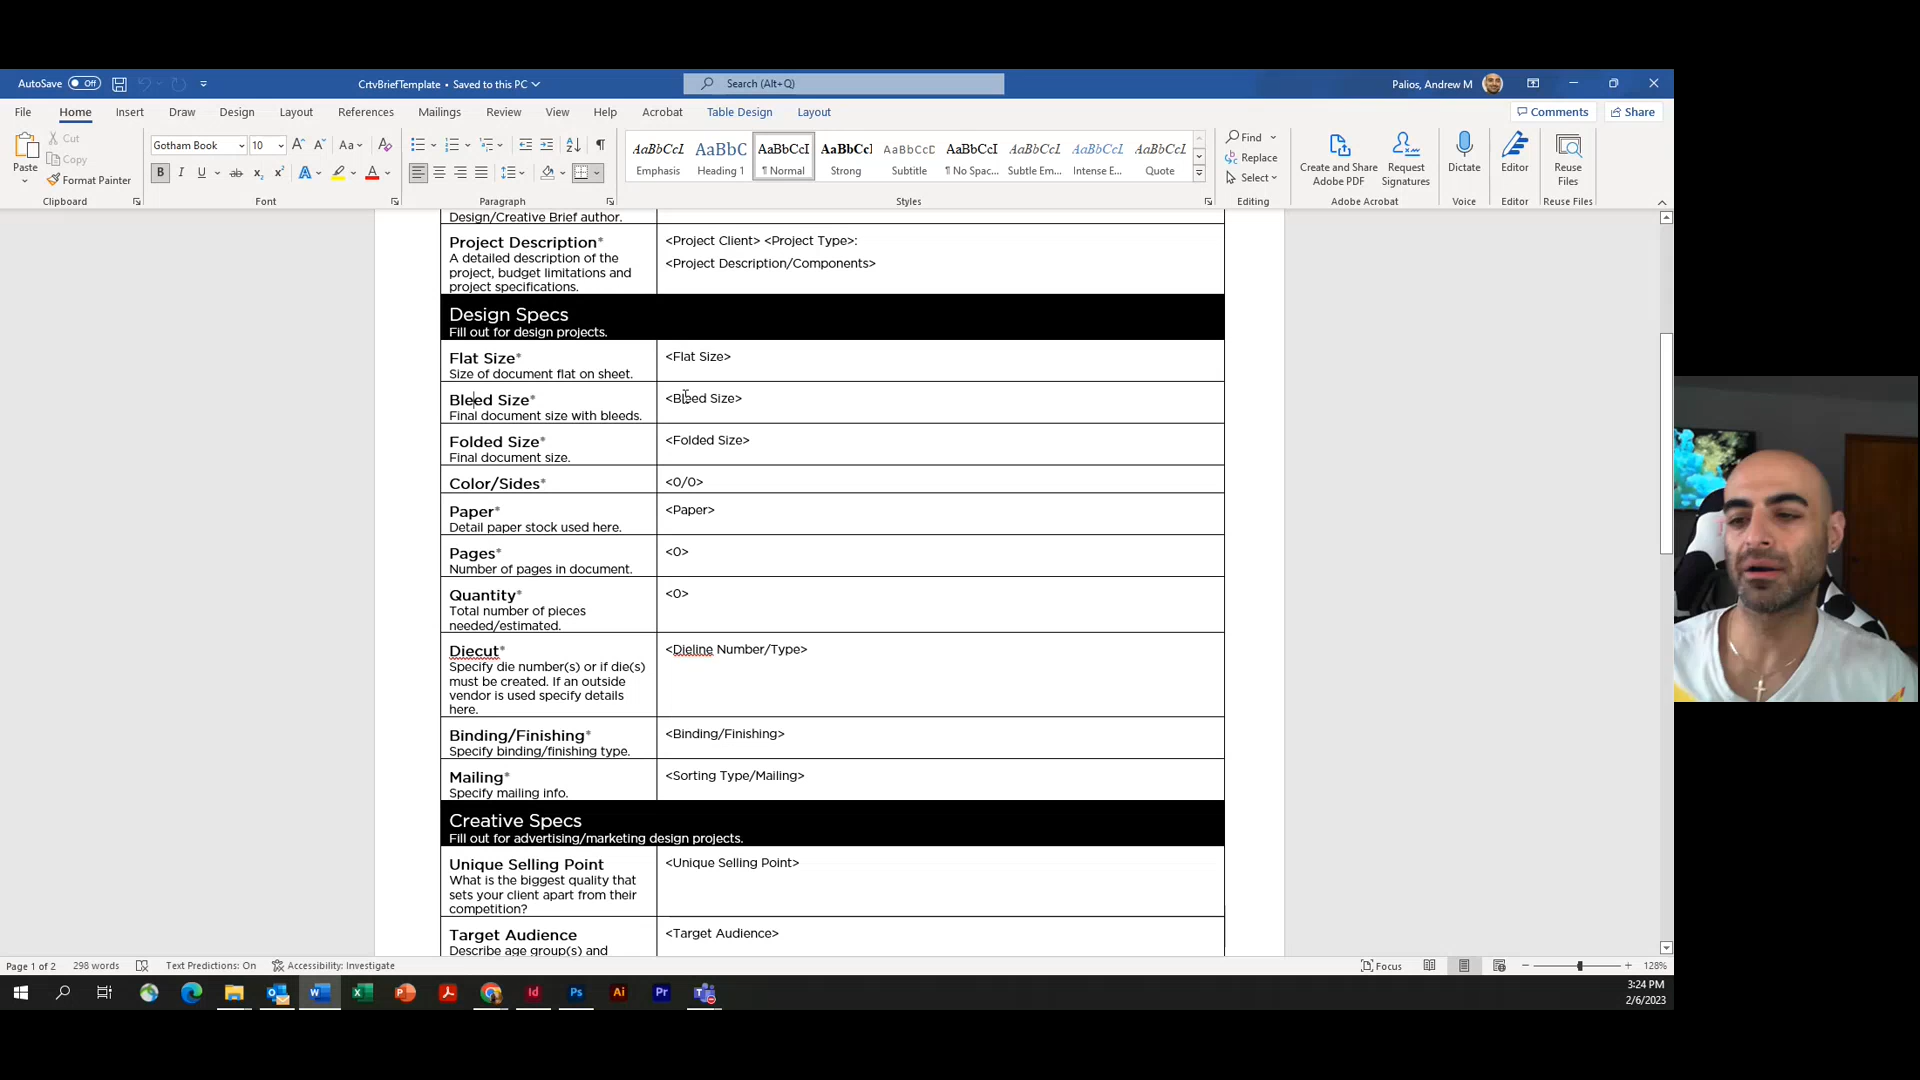 AutoSave Off
CrtvBriefTemplate • Saved to this PC
Search (Alt+Q)
Palios, Andrew M
File Home Insert Draw Design Layout References Mailings Review View Help Acrobat Table Design Layout
Comments Share
Paste
Cut
Copy
Format Painter
Clipboard
Gotham Book 10
Font
Paragraph
AaBbCcL AaBbC AaBbCcI AaBbCcI AaBbCcD AaBbCcI AaBbCcL AaBbCcL AaBbCcL
Emphasis Heading 1 ¶ Normal Strong Subtitle ¶ No Spac... Subtle Em... Intense E... Quote
Styles
Find
Replace
Select
Editing
Create and Share Adobe PDF
Request Signatures
Adobe Acrobat
Dictate
Voice
Editor
Editor
Reuse Files
Reuse Files
Design/Creative Brief author.
Project Description*
A detailed description of the
project, budget limitations and
project specifications.
<Project Client> <Project Type>:
<Project Description/Components>
Design Specs
Fill out for design projects.
Flat Size*
Size of document flat on sheet.
<Flat Size>
Bleed Size*
Final document size with bleeds.
<Bleed Size>
Folded Size*
Final document size.
<Folded Size>
Color/Sides*
<0/0>
Paper*
Detail paper stock used here.
<Paper>
Pages*
Number of pages in document.
<0>
Quantity*
Total number of pieces
needed/estimated.
<0>
Diecut*
Specify die number(s) or if die(s)
must be created. If an outside
vendor is used specify details
here.
<Dieline Number/Type>
Binding/Finishing*
Specify binding/finishing type.
<Binding/Finishing>
Mailing*
Specify mailing info.
<Sorting Type/Mailing>
Creative Specs
Fill out for advertising/marketing design projects.
Unique Selling Point
What is the biggest quality that
sets your client apart from their
competition?
<Unique Selling Point>
Target Audience
Describe age group(s) and
<Target Audience>
Page 1 of 2 298 words Text Predictions: On Accessibility: Investigate
Focus 128%
3:24 PM
2/6/2023